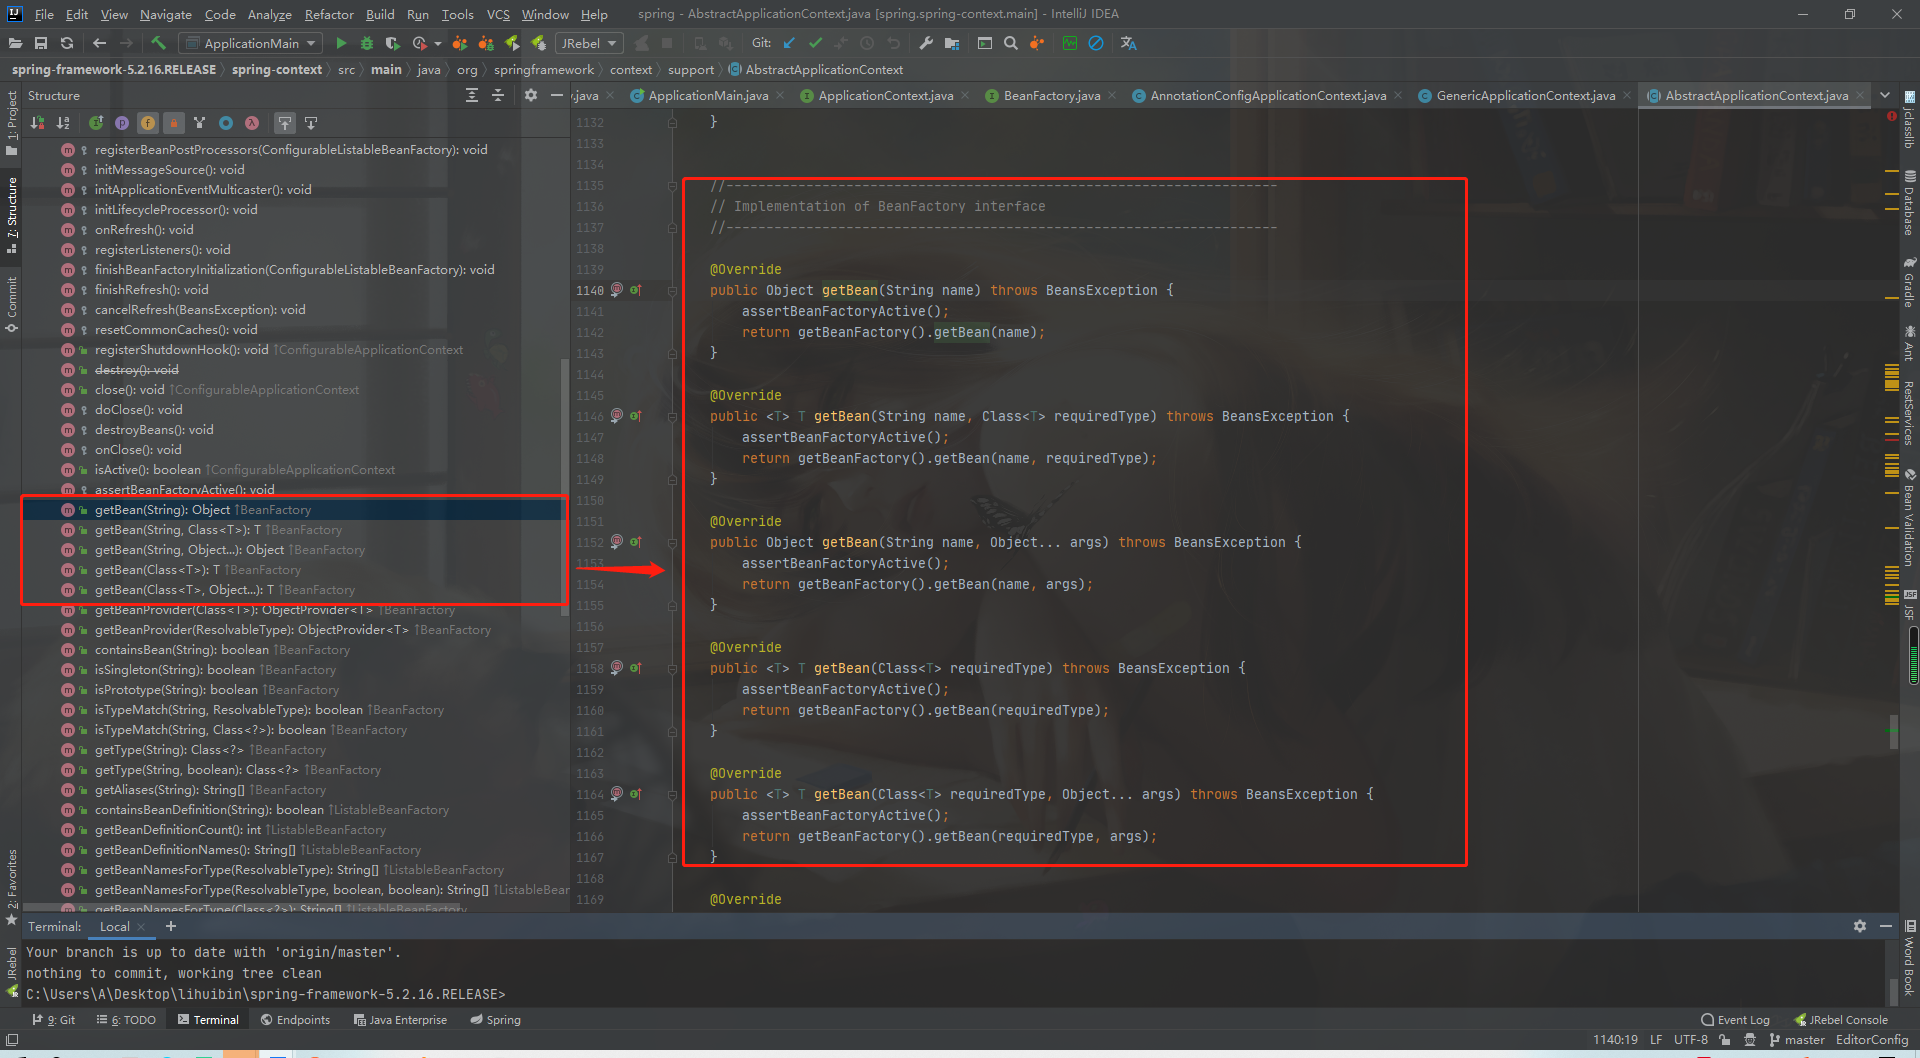 File Edit View Navigate Code Analyze Refactor Build Run Tools VCS Window Help spring - AbstractApplicationContext.java [spring.spring-context.main] - IntelliJ IDEA
ApplicationMain JRebel Git:
spring-framework-5.2.16.RELEASE spring-context src main java org springframework context support AbstractApplicationContext
Structure
.java ApplicationMain.java ApplicationContext.java BeanFactory.java AnnotationConfigApplicationContext.java GenericApplicationContext.java AbstractApplicationContext.java
1: Project
7: Structure
Commit
2: Favorites
JRebel
registerBeanPostProcessors(ConfigurableListableBeanFactory): void
initMessageSource(): void
initApplicationEventMulticaster(): void
initLifecycleProcessor(): void
onRefresh(): void
registerListeners(): void
finishBeanFactoryInitialization(ConfigurableListableBeanFactory): void
finishRefresh(): void
cancelRefresh(BeansException): void
resetCommonCaches(): void
registerShutdownHook(): void ↑ConfigurableApplicationContext
destroy(): void
close(): void ↑ConfigurableApplicationContext
doClose(): void
destroyBeans(): void
onClose(): void
isActive(): boolean ↑ConfigurableApplicationContext
assertBeanFactoryActive(): void
getBean(String): Object ↑BeanFactory
getBean(String, Class<T>): T ↑BeanFactory
getBean(String, Object...): Object ↑BeanFactory
getBean(Class<T>): T ↑BeanFactory
getBean(Class<T>, Object...): T ↑BeanFactory
getBeanProvider(Class<T>): ObjectProvider<T> ↑BeanFactory
getBeanProvider(ResolvableType): ObjectProvider<T> ↑BeanFactory
containsBean(String): boolean ↑BeanFactory
isSingleton(String): boolean ↑BeanFactory
isPrototype(String): boolean ↑BeanFactory
isTypeMatch(String, ResolvableType): boolean ↑BeanFactory
isTypeMatch(String, Class<?>): boolean ↑BeanFactory
getType(String): Class<?> ↑BeanFactory
getType(String, boolean): Class<?> ↑BeanFactory
getAliases(String): String[] ↑BeanFactory
containsBeanDefinition(String): boolean ↑ListableBeanFactory
getBeanDefinitionCount(): int ↑ListableBeanFactory
getBeanDefinitionNames(): String[] ↑ListableBeanFactory
getBeanNamesForType(ResolvableType): String[] ↑ListableBeanFactory
getBeanNamesForType(ResolvableType, boolean, boolean): String[] ↑ListableBean
getBeanNamesForType(Class<?>): String[] ↑ListableBeanFactory
1132 }
1133
1134
1135 //---------------------------------------------------------------------
1136 // Implementation of BeanFactory interface
1137 //---------------------------------------------------------------------
1138
1139 @Override
1140 public Object getBean(String name) throws BeansException {
1141 assertBeanFactoryActive();
1142 return getBeanFactory().getBean(name);
1143 }
1144
1145 @Override
1146 public <T> T getBean(String name, Class<T> requiredType) throws BeansException {
1147 assertBeanFactoryActive();
1148 return getBeanFactory().getBean(name, requiredType);
1149 }
1150
1151 @Override
1152 public Object getBean(String name, Object... args) throws BeansException {
1153 assertBeanFactoryActive();
1154 return getBeanFactory().getBean(name, args);
1155 }
1156
1157 @Override
1158 public <T> T getBean(Class<T> requiredType) throws BeansException {
1159 assertBeanFactoryActive();
1160 return getBeanFactory().getBean(requiredType);
1161 }
1162
1163 @Override
1164 public <T> T getBean(Class<T> requiredType, Object... args) throws BeansException {
1165 assertBeanFactoryActive();
1166 return getBeanFactory().getBean(requiredType, args);
1167 }
1168
1169 @Override
jclasslib
Database
Gradle
Ant
RestServices
Bean Validation
JSF
Word Book
Terminal: Local +
Your branch is up to date with 'origin/master'.
nothing to commit, working tree clean
C:\Users\A\Desktop\lihuibin\spring-framework-5.2.16.RELEASE>
9: Git 6: TODO Terminal Endpoints Java Enterprise Spring Event Log JRebel Console
1140:19 LF UTF-8 master EditorConfig